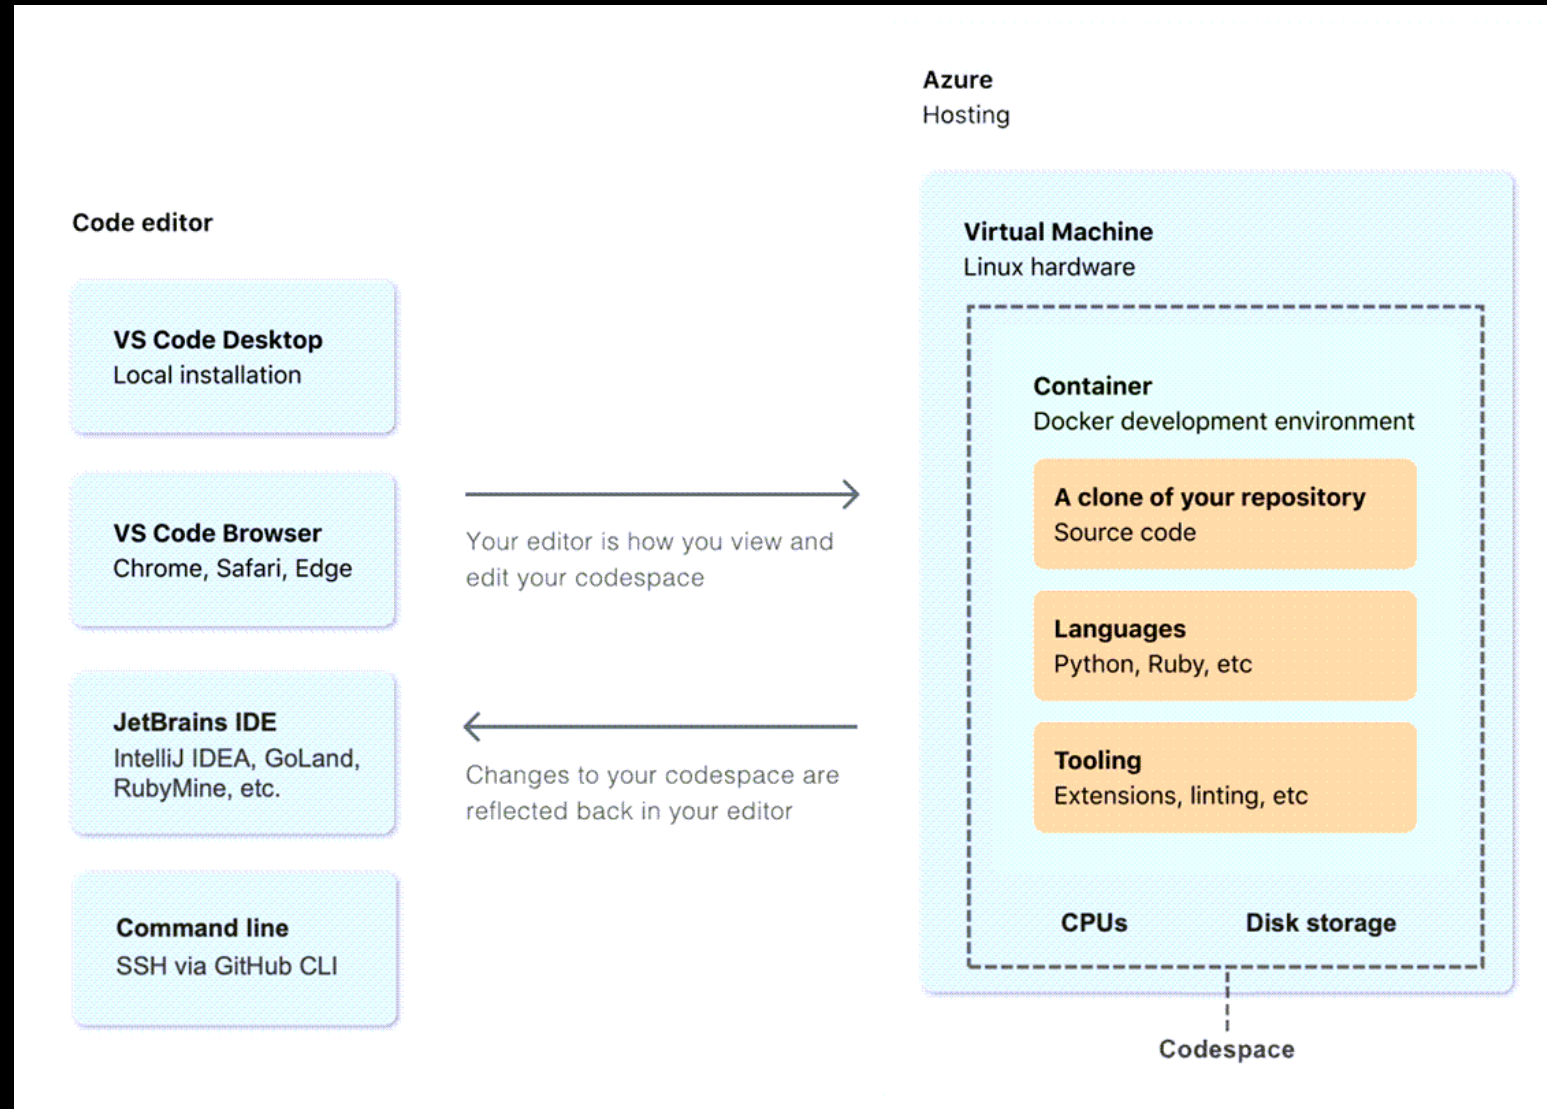 Azure
Hosting
Code editor
VS Code Desktop
Local installation
VS Code Browser
Chrome, Safari, Edge
JetBrains IDE
IntelliJ IDEA, GoLand,
RubyMine, etc.
Command line
SSH via GitHub CLI
Your editor is how you view and
edit your codespace
Changes to your codespace are
reflected back in your editor
Virtual Machine
Linux hardware
Container
Docker development environment
A clone of your repository
Source code
Languages
Python, Ruby, etc
Tooling
Extensions, linting, etc
CPUs
Disk storage
Codespace